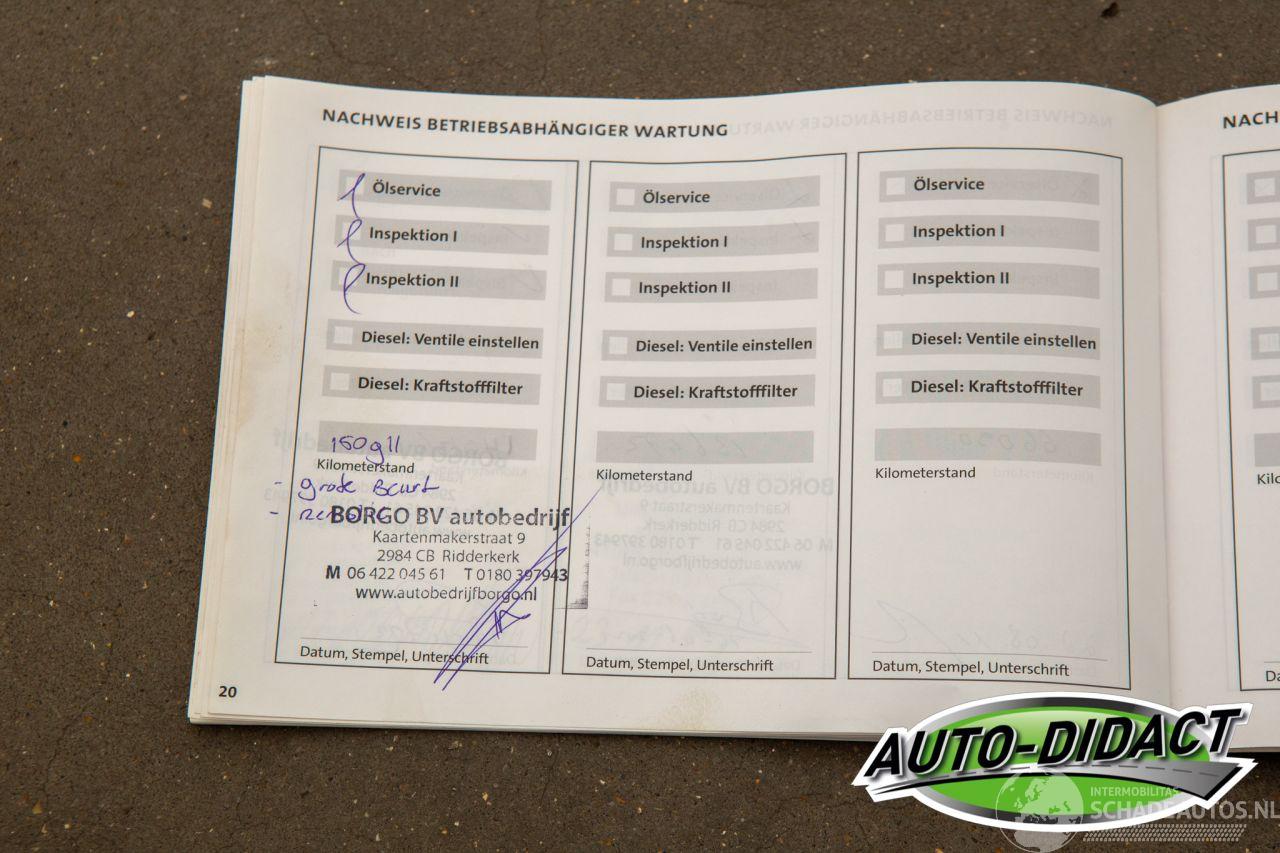 NACHWEIS BETRIEBSABHÄNGIGER WARTUNG
Ölservice
Inspektion I
Inspektion II
Diesel: Ventile einstellen
Diesel: Kraftstofffilter
Kilometerstand
- grote Beurt
-
BORGO BV autobedrijf
Kaartenmakerstraat 9
2984 CB Ridderkerk
M 06 422 045 61 T 0180 397943
www.autobedrijfborgo.nl
Datum, Stempel, Unterschrift
20
Ölservice
Inspektion I
Inspektion II
Diesel: Ventile einstellen
Diesel: Kraftstofffilter
Kilometerstand
Datum, Stempel, Unterschrift
Ölservice
Inspektion I
Inspektion II
Diesel: Ventile einstellen
Diesel: Kraftstofffilter
Kilometerstand
Datum, Stempel, Unterschrift
NACH
Kilc
Da
AUTO-DIDACT
INTERMOBILITAS
SCHADEAUTOS.NL